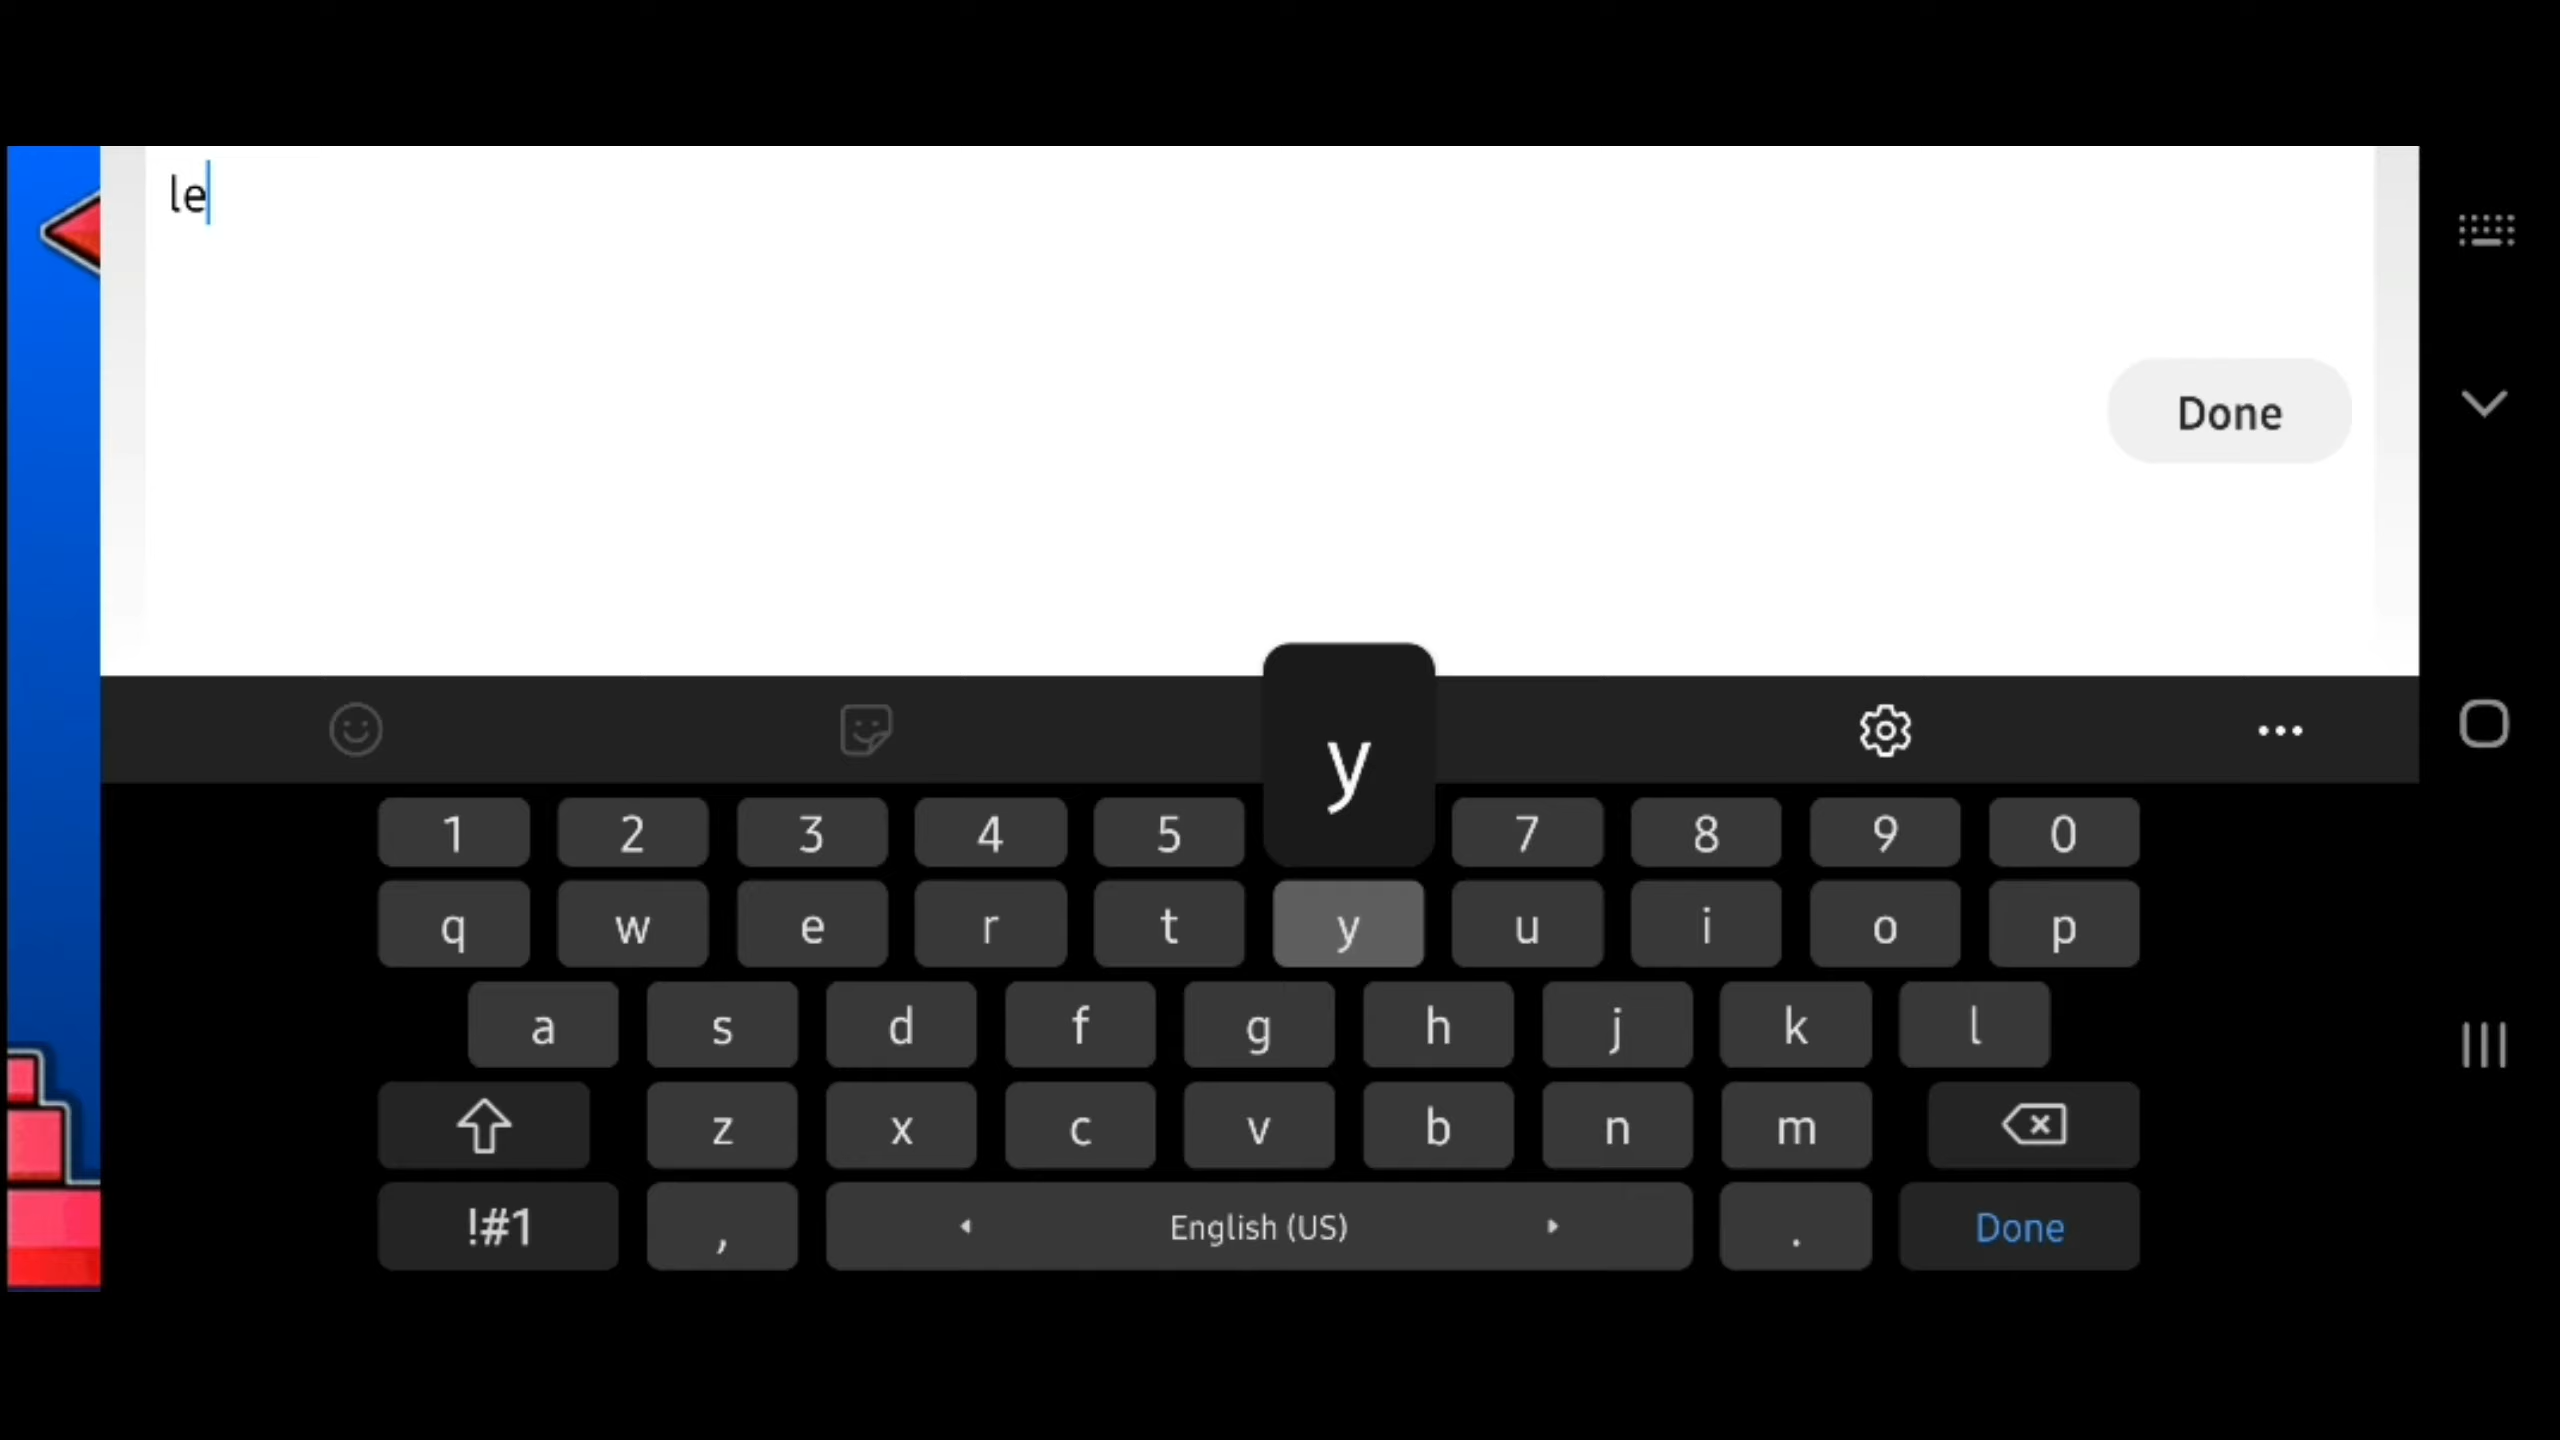 le
Done
y
1 2 3 4 5 7 8 9 0
q w e r t y u i o p
a s d f g h j k l
z x c v b n m
!#1 , English (US) . Done